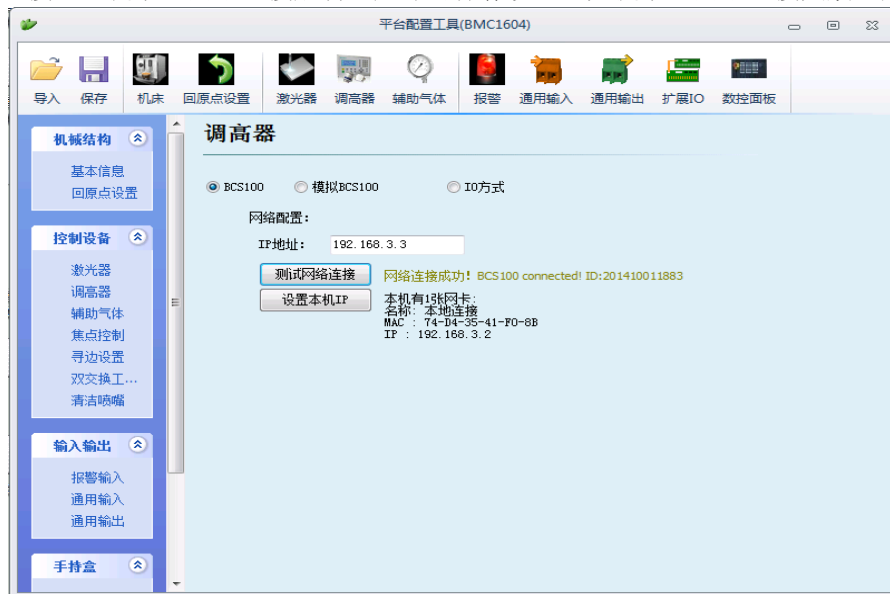 平台配置工具(BMC1604)
导入 保存 机床 回原点设置 激光器 调高器 辅助气体 报警 通用输入 通用输出 扩展IO 数控面板
机械结构
基本信息
回原点设置
控制设备
激光器
调高器
辅助气体
焦点控制
寻边设置
双交换工...
清洁喷嘴
输入输出
报警输入
通用输入
通用输出
手持盒
调高器
BCS100 模拟BCS100 IO方式
网络配置:
IP地址: 192.168.3.3
测试网络连接 网络连接成功! BCS100 connected! ID:201410011883
设置本机IP 本机有1张网卡:
名称: 本地连接
MAC : 74-D4-35-41-F0-8B
IP : 192.168.3.2